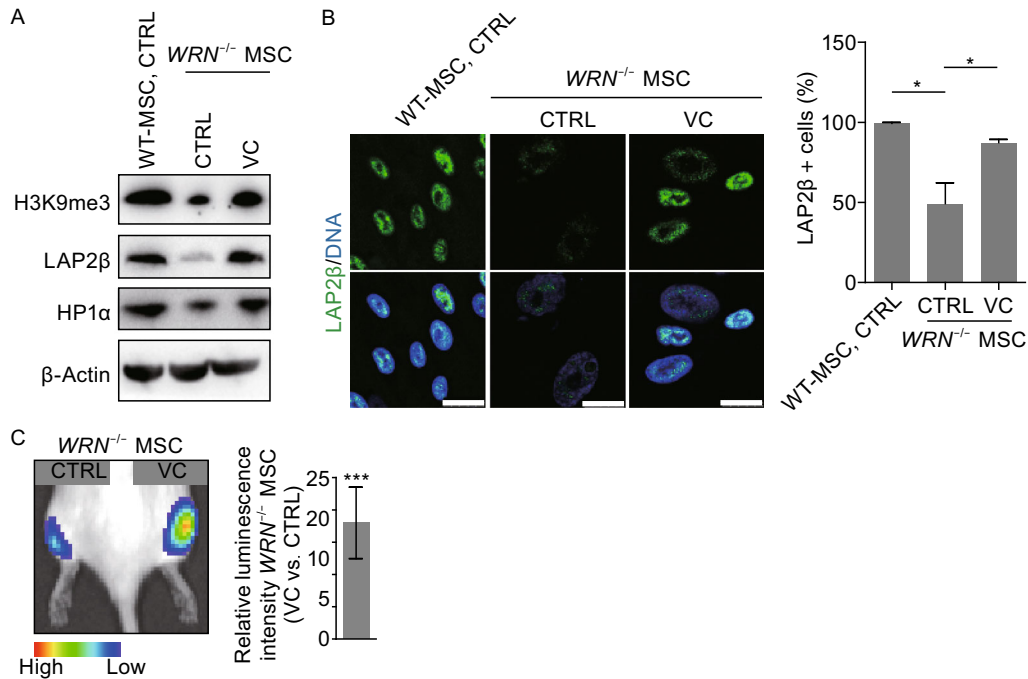 A
WT-MSC, CTRL
WRN⁻/⁻ MSC
CTRL
VC
H3K9me3
LAP2β
HP1α
β-Actin
B
WT-MSC, CTRL
WRN⁻/⁻ MSC
CTRL
VC
LAP2β/DNA
LAP2β + cells (%)
150
100
50
0
*
*
WT-MSC, CTRL
CTRL VC
WRN⁻/⁻ MSC
C
WRN⁻/⁻ MSC
CTRL
VC
High
Low
Relative luminescence
intensity WRN⁻/⁻ MSC
(VC vs. CTRL)
25
20
15
10
5
0
***